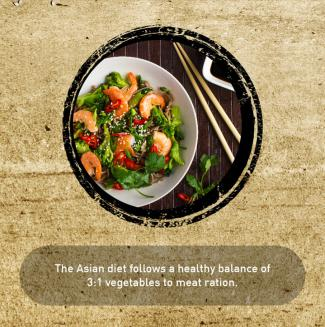 The Asian diet follows a healthy balance of
3:1 vegetables to meat ration.